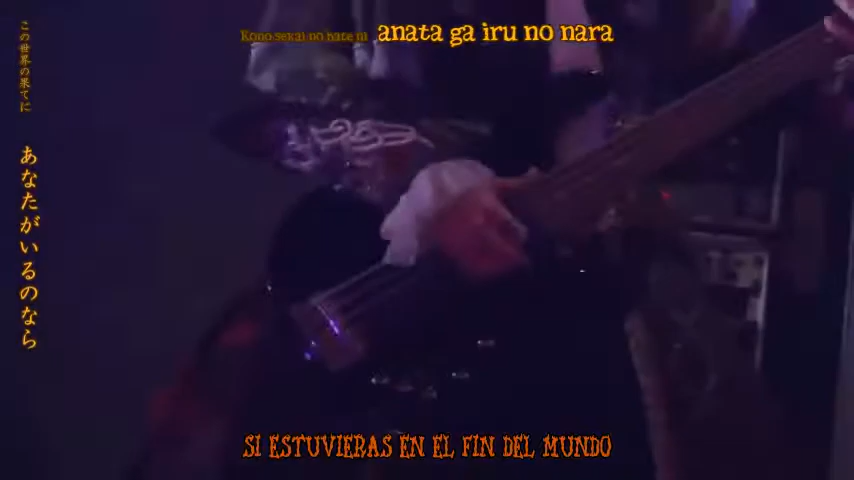 Kono sekai no hate ni anata ga iru no nara
この世界の果てに あなたがいるのなら
SI ESTUVIERAS EN EL FIN DEL MUNDO